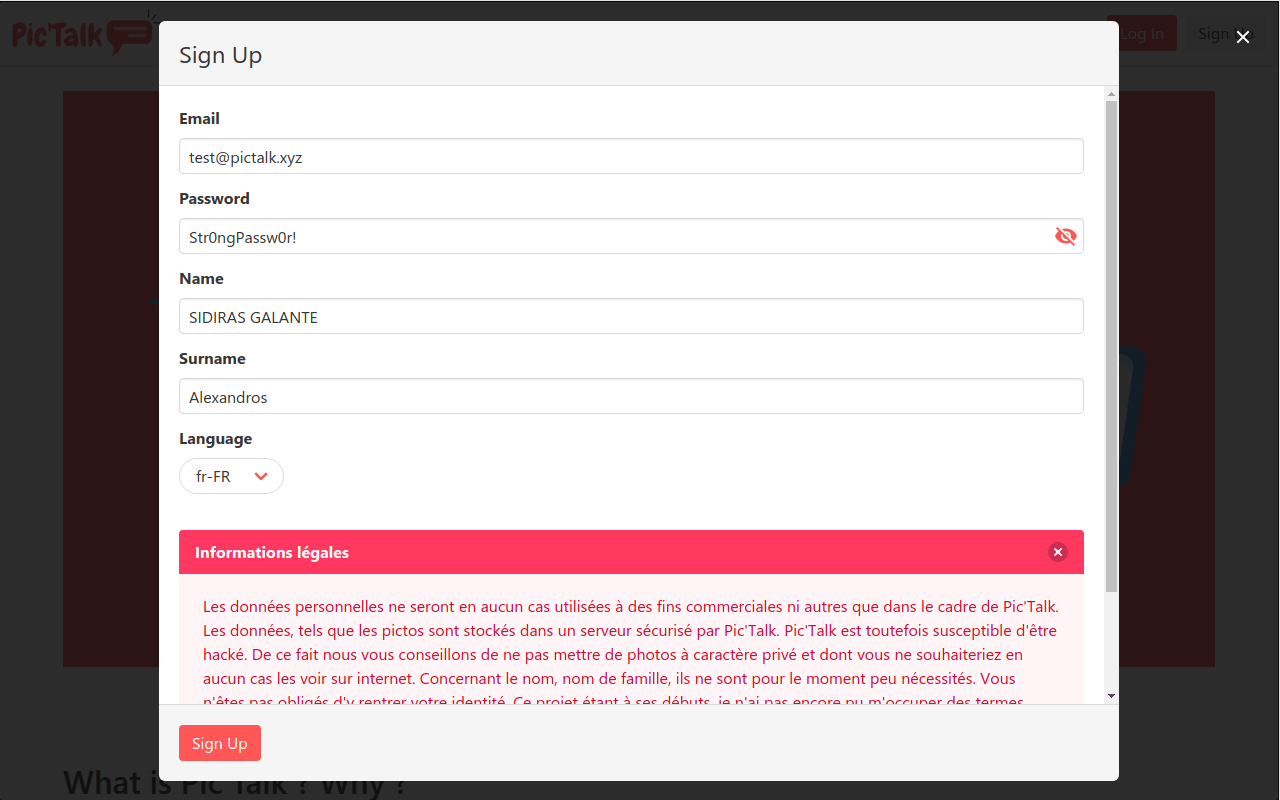 Pic'Talk
Log In
Sign Up
Sign Up
Email
test@pictalk.xyz
Password
Str0ngPassw0r!
Name
SIDIRAS GALANTE
Surname
Alexandros
Language
fr-FR
Informations légales
Les données personnelles ne seront en aucun cas utilisées à des fins commerciales ni autres que dans le cadre de Pic'Talk.
Les données, tels que les pictos sont stockés dans un serveur sécurisé par Pic'Talk. Pic'Talk est toutefois susceptible d'être
hacké. De ce fait nous vous conseillons de ne pas mettre de photos à caractère privé et dont vous ne souhaiteriez en
aucun cas les voir sur internet. Concernant le nom, nom de famille, ils ne sont pour le moment peu nécessités. Vous
n'êtes pas obligés d'y rentrer votre identité. Ce projet étant à ses débuts, je n'ai pas encore pu m'occuper des termes
Sign Up
What is Pic Talk ? Why ?